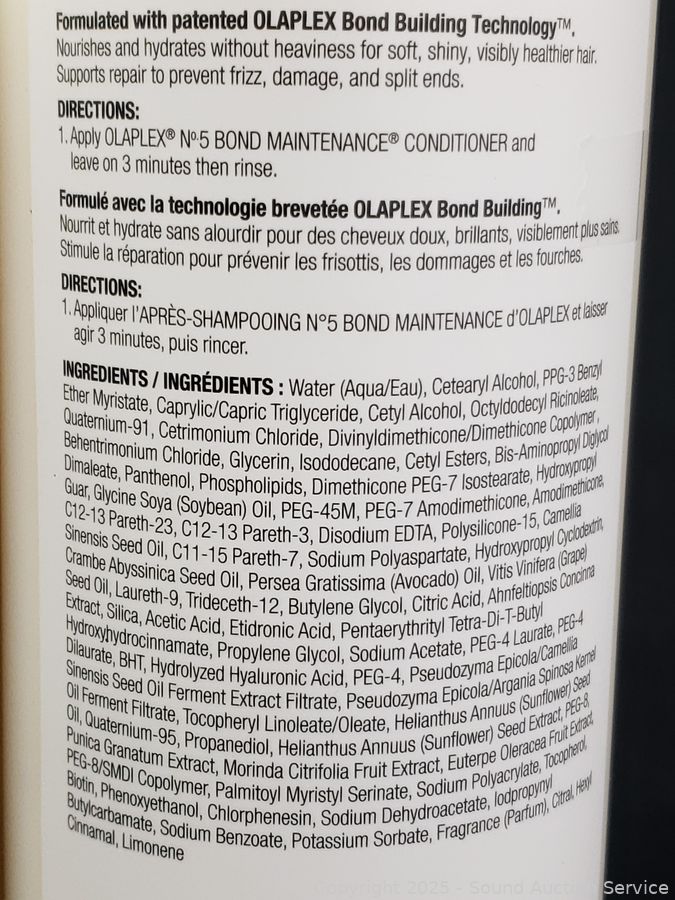 Formulated with patented OLAPLEX Bond Building Technology™.
Nourishes and hydrates without heaviness for soft, shiny, visibly healthier hair.
Supports repair to prevent frizz, damage, and split ends.
DIRECTIONS:
1. Apply OLAPLEX® Nº.5 BOND MAINTENANCE® CONDITIONER and
leave on 3 minutes then rinse.
Formulé avec la technologie brevetée OLAPLEX Bond Building™.
Nourrit et hydrate sans alourdir pour des cheveux doux, brillants, visiblement plus sains.
Stimule la réparation pour prévenir les frisottis, les dommages et les fourches.
DIRECTIONS:
1. Appliquer l'APRÈS-SHAMPOOING N°5 BOND MAINTENANCE d'OLAPLEX et laisser
agir 3 minutes, puis rincer.
INGREDIENTS / INGRÉDIENTS : Water (Aqua/Eau), Cetearyl Alcohol, PPG-3 Benzyl
Ether Myristate, Caprylic/Capric Triglyceride, Cetyl Alcohol, Octyldodecyl Ricinoleate,
Quaternium-91, Cetrimonium Chloride, Divinyldimethicone/Dimethicone Copolymer,
Behentrimonium Chloride, Glycerin, Isododecane, Cetyl Esters, Bis-Aminopropyl Diglycol
Dimaleate, Panthenol, Phospholipids, Dimethicone PEG-7 Isostearate, Hydroxypropyl
Guar, Glycine Soya (Soybean) Oil, PEG-45M, PEG-7 Amodimethicone, Amodimethicone,
C12-13 Pareth-23, C12-13 Pareth-3, Disodium EDTA, Polysilicone-15, Camellia
Sinensis Seed Oil, C11-15 Pareth-7, Sodium Polyaspartate, Hydroxypropyl Cyclodextrin,
Crambe Abyssinica Seed Oil, Persea Gratissima (Avocado) Oil, Vitis Vinifera (Grape)
Seed Oil, Laureth-9, Trideceth-12, Butylene Glycol, Citric Acid, Ahnfeltiopsis Concinna
Extract, Silica, Acetic Acid, Etidronic Acid, Pentaerythrityl Tetra-Di-T-Butyl
Hydroxyhydrocinnamate, Propylene Glycol, Sodium Acetate, PEG-4 Laurate, PEG-4
Dilaurate, BHT, Hydrolyzed Hyaluronic Acid, PEG-4, Pseudozyma Epicola/Camellia
Sinensis Seed Oil Ferment Extract Filtrate, Pseudozyma Epicola/Argania Spinosa Kernel
Oil Ferment Filtrate, Tocopheryl Linoleate/Oleate, Helianthus Annuus (Sunflower) Seed
Oil, Quaternium-95, Propanediol, Helianthus Annuus (Sunflower) Seed Extract, PEG-8,
Punica Granatum Extract, Morinda Citrifolia Fruit Extract, Euterpe Oleracea Fruit Extract,
PEG-8/SMDI Copolymer, Palmitoyl Myristyl Serinate, Sodium Polyacrylate, Tocopherol,
Biotin, Phenoxyethanol, Chlorphenesin, Sodium Dehydroacetate, Iodopropynyl
Butylcarbamate, Sodium Benzoate, Potassium Sorbate, Fragrance (Parfum), Citral, Hexyl
Cinnamal, Limonene
Copyright 2025 - Sound Auction Service